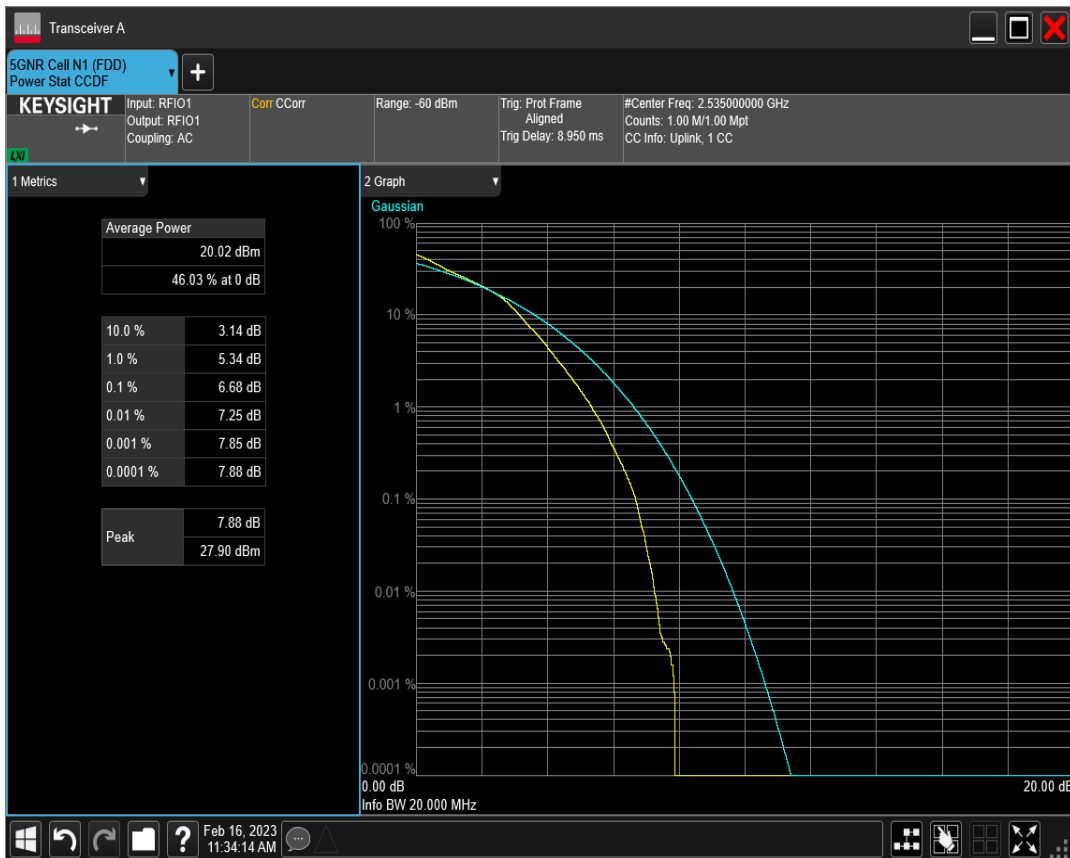 Transceiver A
5GNR Cell N1 (FDD)
Power Stat CCDF
KEYSIGHT
LXI
Input: RFIO1
Output: RFIO1
Coupling: AC
Corr CCorr
Range: -60 dBm
Trig: Prot Frame
Aligned
Trig Delay: 8.950 ms
#Center Freq: 2.535000000 GHz
Counts: 1.00 M/1.00 Mpt
CC Info: Uplink, 1 CC
1 Metrics
Average Power
20.02 dBm
46.03 % at 0 dB
10.0 % 3.14 dB
1.0 % 5.34 dB
0.1 % 6.68 dB
0.01 % 7.25 dB
0.001 % 7.85 dB
0.0001 % 7.88 dB
Peak
7.88 dB
27.90 dBm
2 Graph
Gaussian
100 %
10 %
1 %
0.1 %
0.01 %
0.001 %
0.0001 %
0.00 dB 20.00 dB
Info BW 20.000 MHz
?
Feb 16, 2023
11:34:14 AM